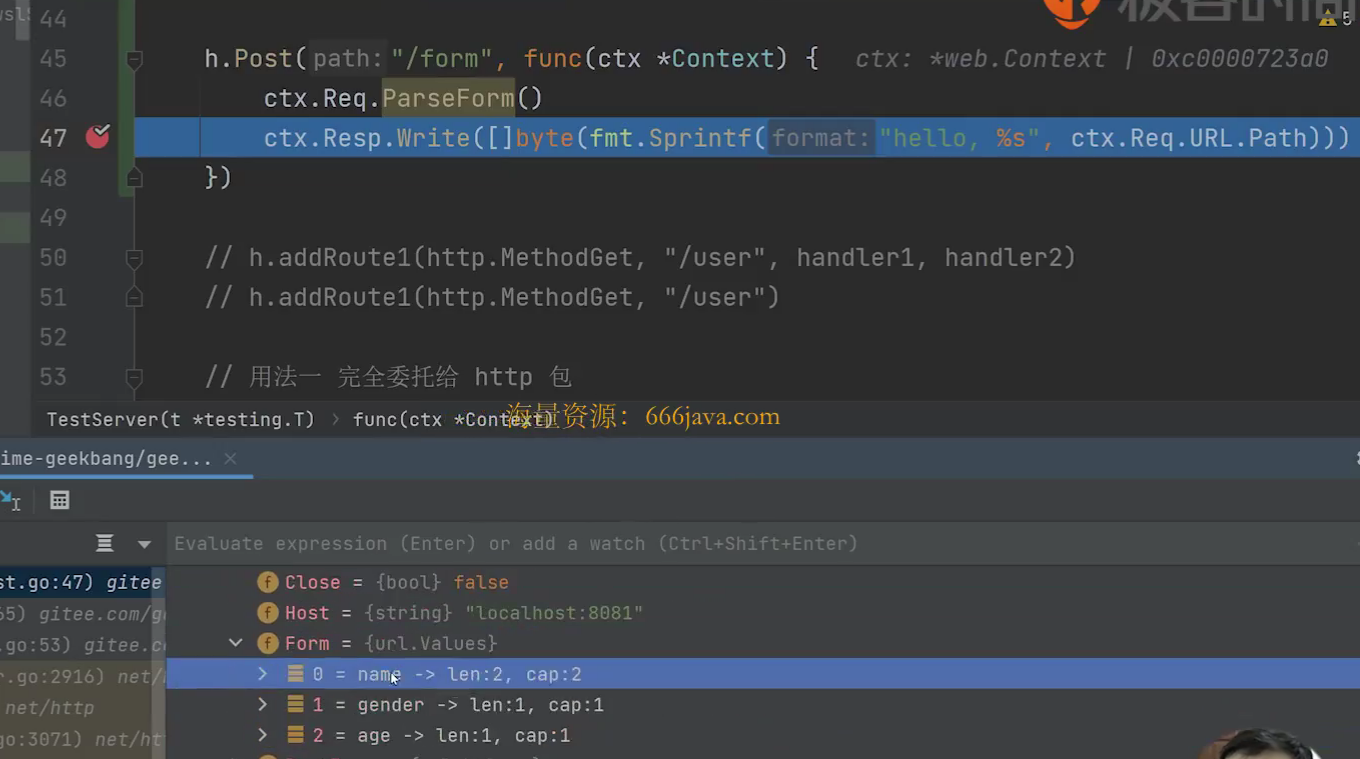 44
极客时间
5
45 h.Post( path: "/form", func(ctx *Context) { ctx: *web.Context | 0xc0000723a0
46 ctx.Req.ParseForm()
47 ctx.Resp.Write([]byte(fmt.Sprintf( format: "hello, %s", ctx.Req.URL.Path)))
48 })
49
50 // h.addRoute1(http.MethodGet, "/user", handler1, handler2)
51 // h.addRoute1(http.MethodGet, "/user")
52
53 // 用法一 完全委托给 http 包
TestServer(t *testing.T) › func(ctx *Context)
海量资源：666java.com
ime-geekbang/gee... ×
Evaluate expression (Enter) or add a watch (Ctrl+Shift+Enter)
st.go:47) gitee
f Close = {bool} false
65) gitee.com/g
f Host = {string} "localhost:8081"
.go:53) gitee.c
f Form = {url.Values}
r.go:2916) net/
0 = name -> len:2, cap:2
net/http
1 = gender -> len:1, cap:1
go:3071) net/ht
2 = age -> len:1, cap:1